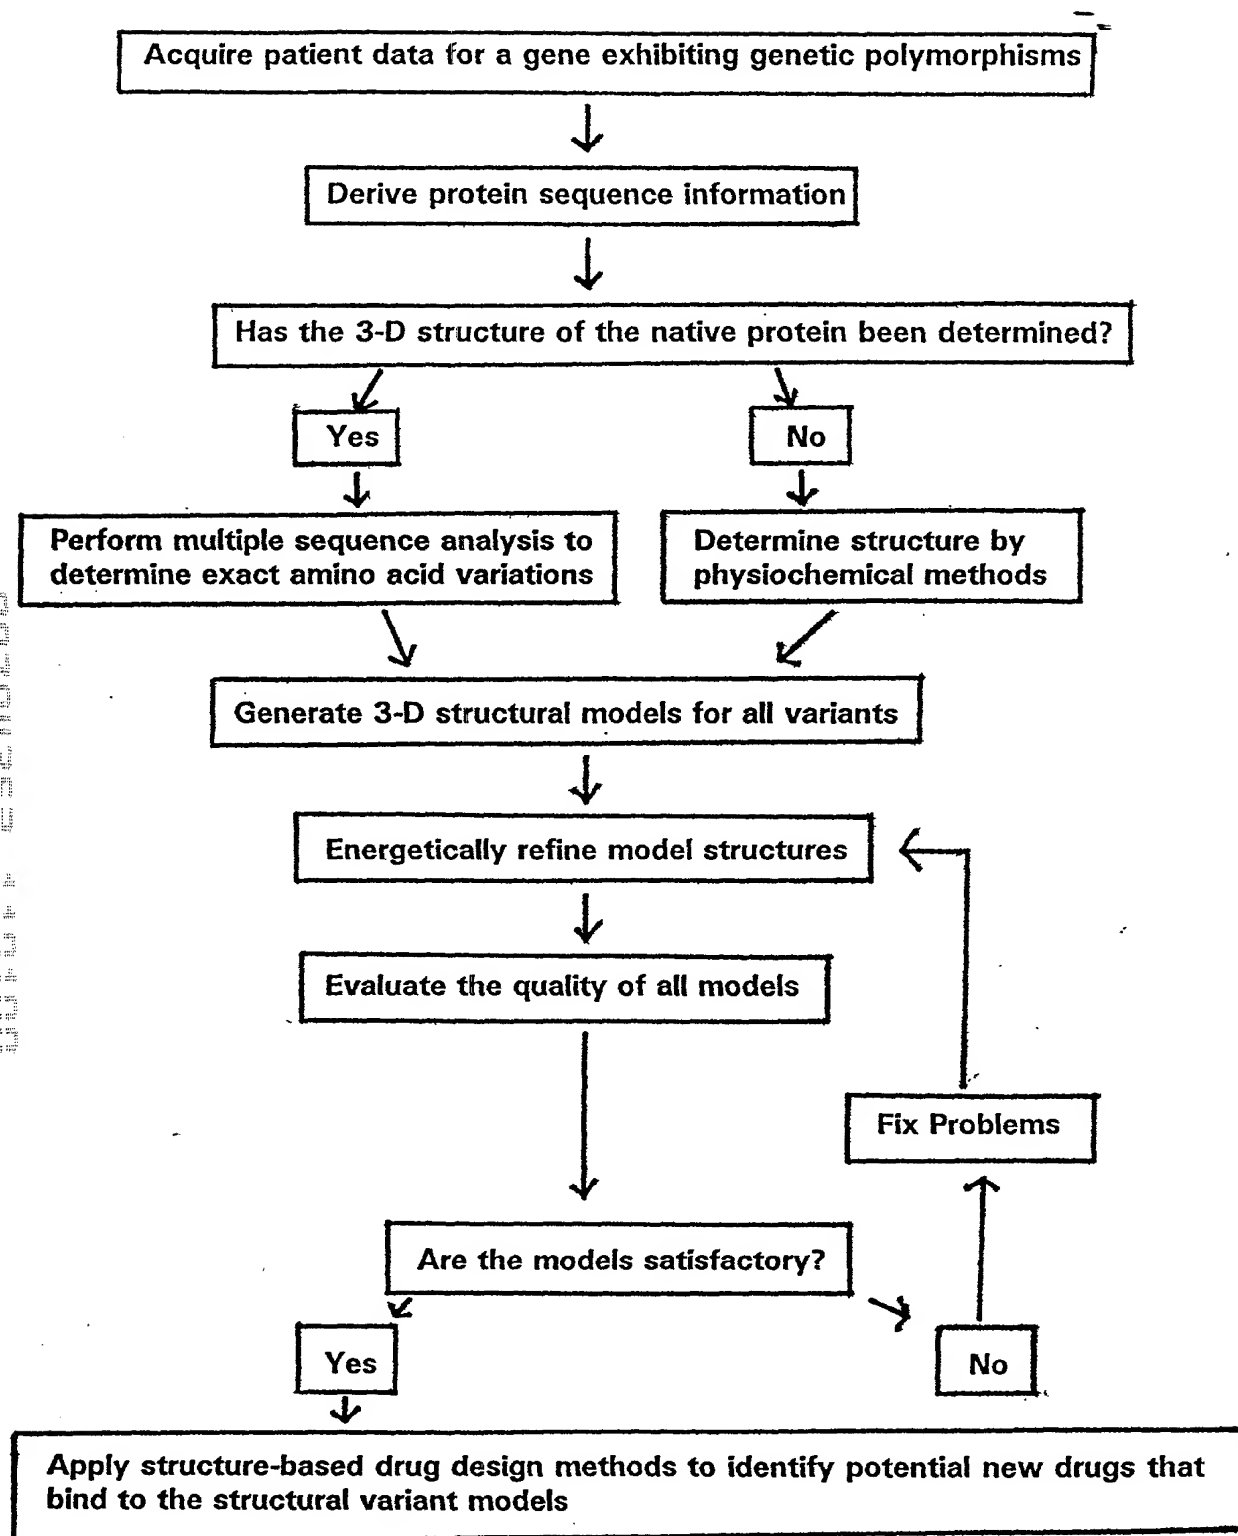 Acquire patient data for a gene exhibiting genetic polymorphisms
Derive protein sequence information
Has the 3-D structure of the native protein been determined?
Yes
No
Perform multiple sequence analysis to
determine exact amino acid variations
Determine structure by
physiochemical methods
Generate 3-D structural models for all variants
Energetically refine model structures
Evaluate the quality of all models
Fix Problems
Are the models satisfactory?
Yes
No
Apply structure-based drug design methods to identify potential new drugs that
bind to the structural variant models